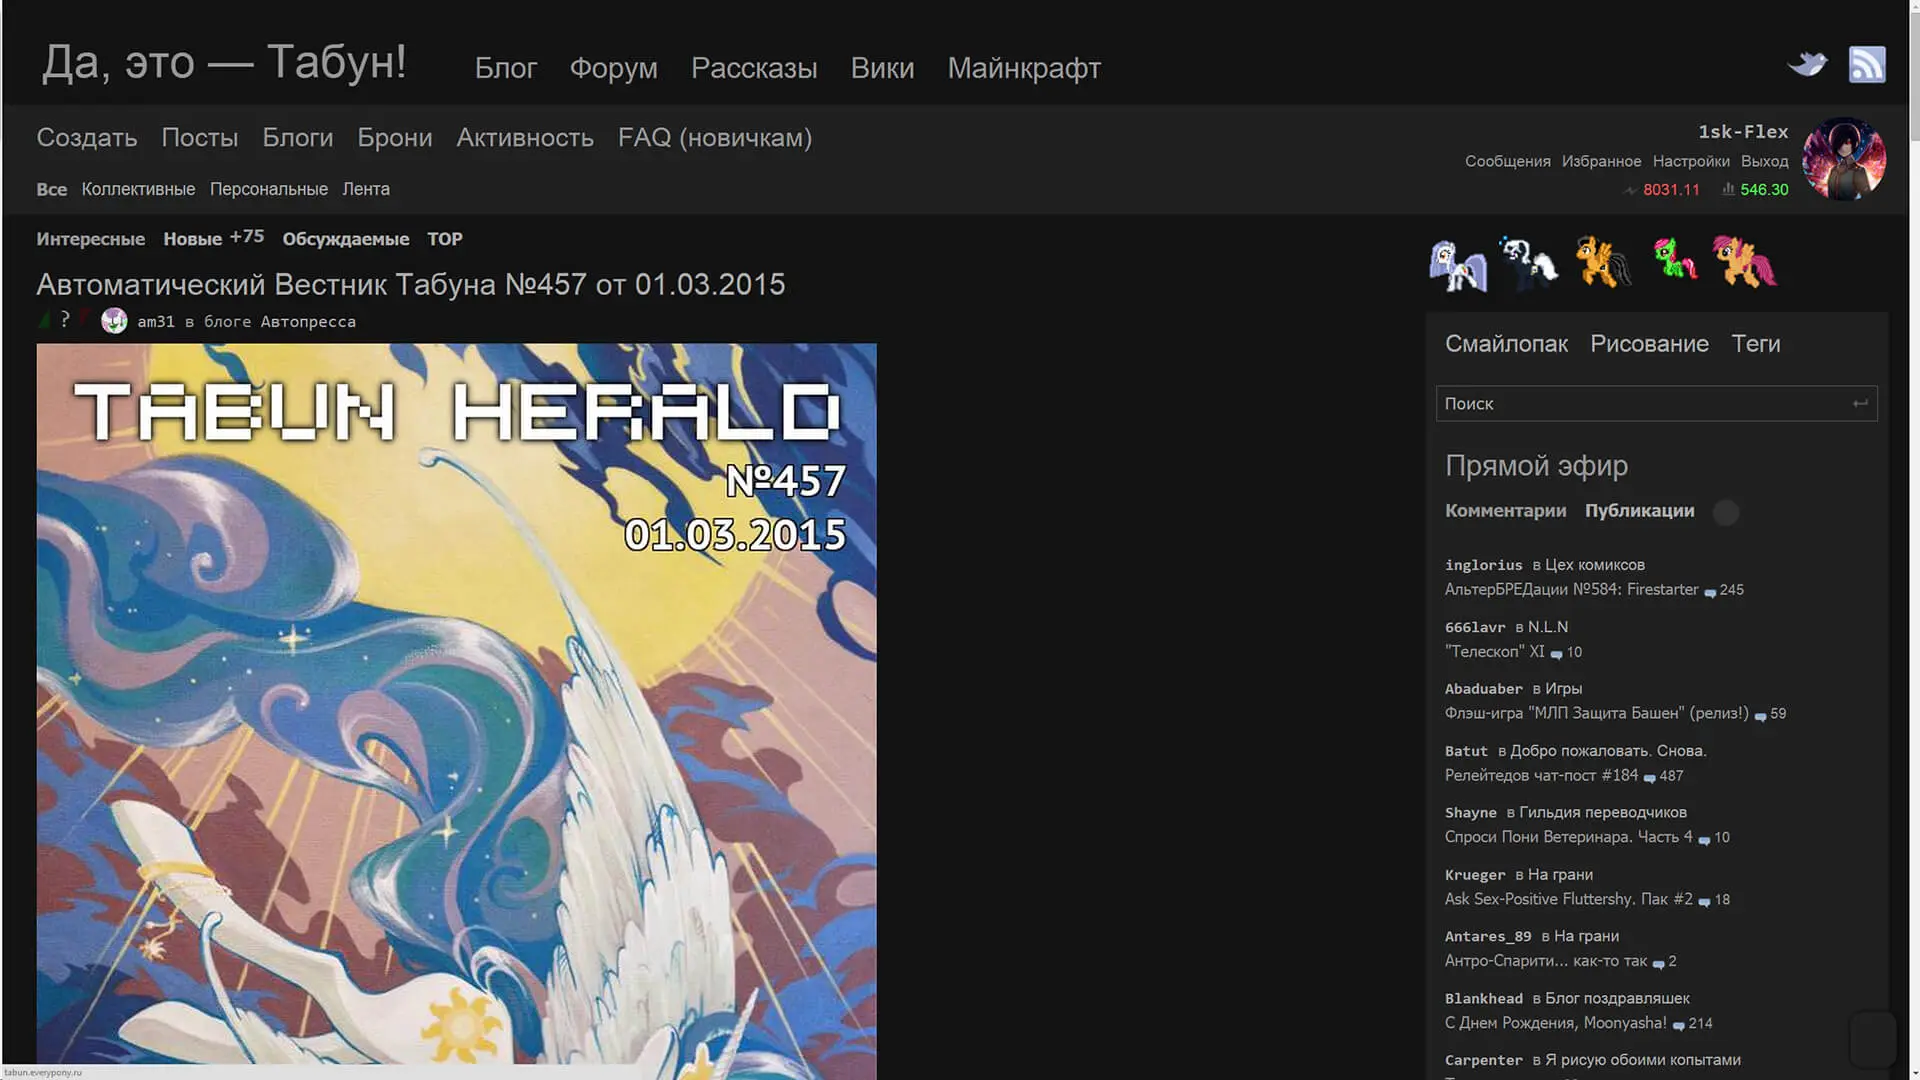 Да, это — Табун!
Блог Форум Рассказы Вики Майнкрафт
Создать Посты Блоги Брони Активность FAQ (новичкам)
Все Коллективные Персональные Лента
1sk-Flex
Сообщения Избранное Настройки Выход
8031.11 546.30
Интересные Новые +75 Обсуждаемые TOP
Автоматический Вестник Табуна №457 от 01.03.2015
? am31 в блоге Автопресса
TABUN HERALD
№457
01.03.2015
Смайлопак Рисование Теги
Поиск
Прямой эфир
Комментарии Публикации
inglorius в Цех комиксов
АльтерБРЕДации №584: Firestarter 245
666lavr в N.L.N
"Телескоп" XI 10
Abaduaber в Игры
Флэш-игра "МЛП Защита Башен" (релиз!) 59
Batut в Добро пожаловать. Снова.
Релейтедов чат-пост #184 487
Shayne в Гильдия переводчиков
Спроси Пони Ветеринара. Часть 4 10
Krueger в На грани
Ask Sex-Positive Fluttershy. Пак #2 18
Antares_89 в На грани
Антро-Спарити... как-то так 2
Blankhead в Блог поздравляшек
С Днем Рождения, Moonyasha! 214
Carpenter в Я рисую обоими копытами
tabun.everypony.ru